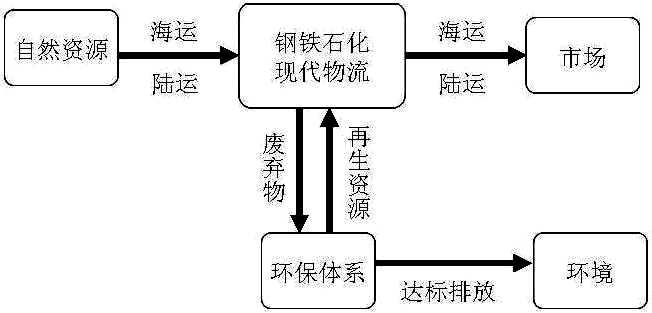 自然资源
海运
陆运
钢铁石化
现代物流
海运
陆运
市场
废弃物
再生资源
环保体系
达标排放
环境